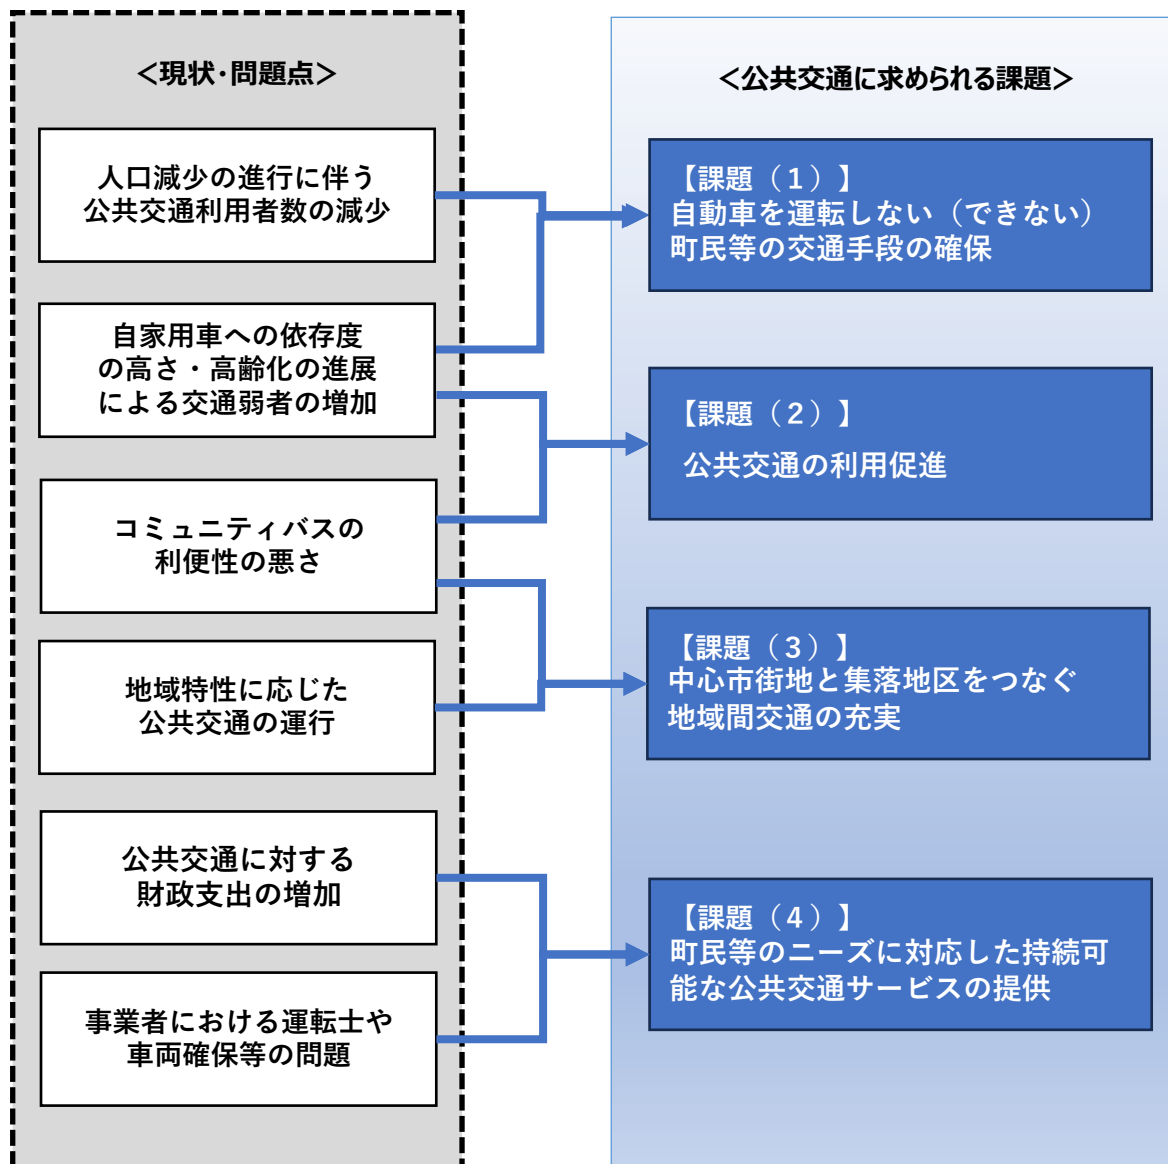 ＜現状･問題点＞
人口減少の進行に伴う
公共交通利用者数の減少
自家用車への依存度
の高さ・高齢化の進展
による交通弱者の増加
コミュニティバスの
利便性の悪さ
地域特性に応じた
公共交通の運行
公共交通に対する
財政支出の増加
事業者における運転士や
車両確保等の問題
＜公共交通に求められる課題＞
【課題（１）】
自動車を運転しない（できない）
町民等の交通手段の確保
【課題（２）】
公共交通の利用促進
【課題（３）】
中心市街地と集落地区をつなぐ
地域間交通の充実
【課題（４）】
町民等のニーズに対応した持続可
能な公共交通サービスの提供